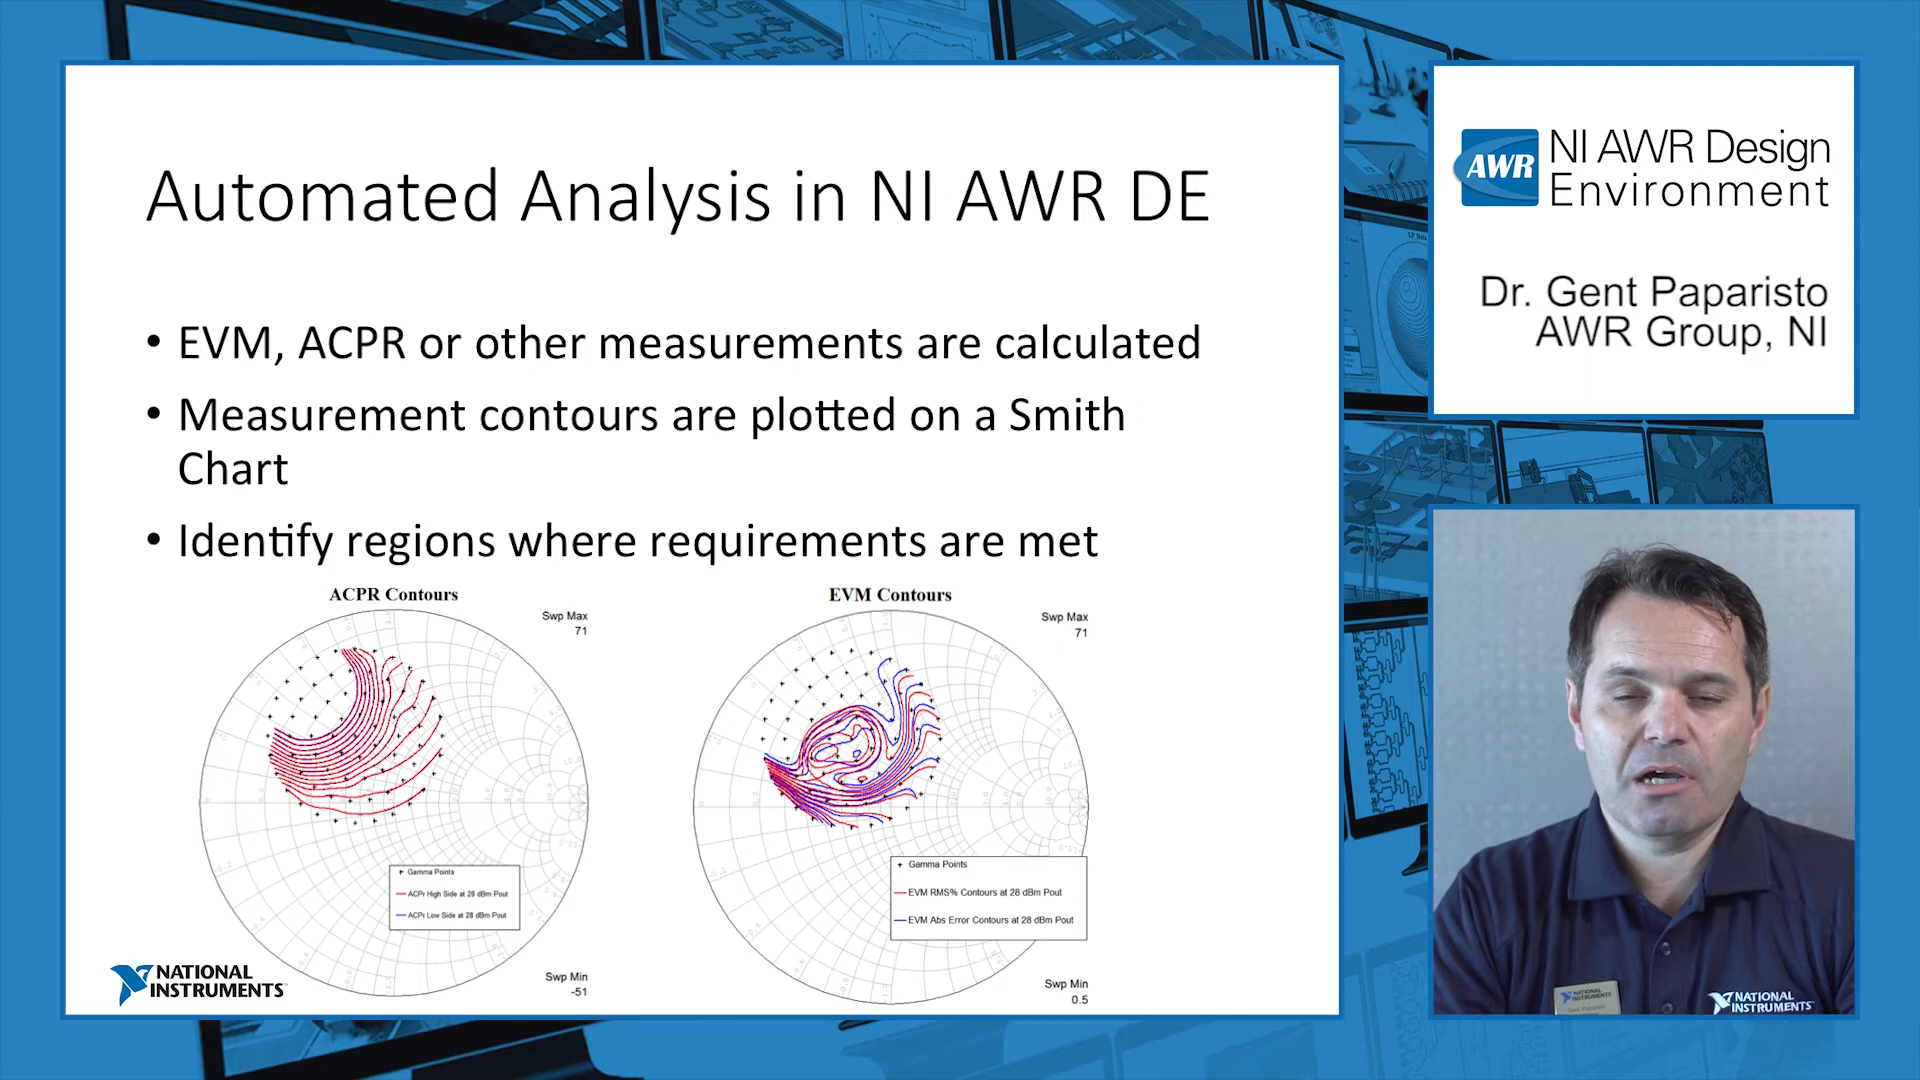 Automated Analysis in NI AWR DE
• EVM, ACPR or other measurements are calculated
• Measurement contours are plotted on a Smith
Chart
• Identify regions where requirements are met
ACPR Contours
Swp Max
71
Gamma Points
ACPr High Side at 28 dBm Pout
ACPr Low Side at 28 dBm Pout
Swp Min
-51
EVM Contours
Swp Max
71
Gamma Points
EVM RMS% Contours at 28 dBm Pout
EVM Abs Error Contours at 28 dBm Pout
Swp Min
0.5
NATIONAL
INSTRUMENTS
AWR
NI AWR Design
Environment
Dr. Gent Paparisto
AWR Group, NI
NATIONAL
INSTRUMENTS
NATIONAL
INSTRUMENTS